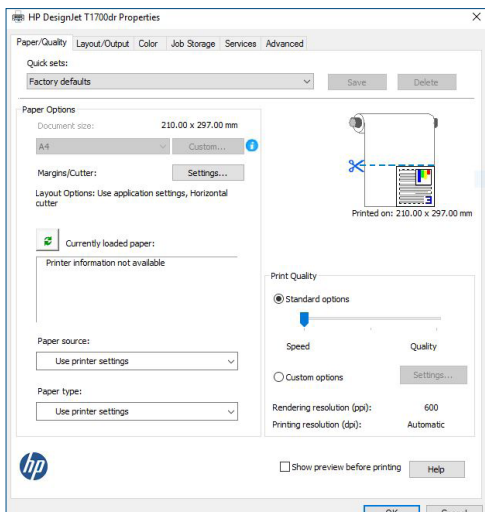 HP DesignJet T1700dr Properties
Paper/Quality Layout/Output Color Job Storage Services Advanced
Quick sets:
Factory defaults Save Delete
Paper Options
Document size: 210.00 x 297.00 mm
A4 Custom...
Margins/Cutter: Settings...
Layout Options: Use application settings, Horizontal
cutter
Printed on: 210.00 x 297.00 mm
Currently loaded paper:
Printer information not available
Print Quality
Standard options
Speed Quality
Paper source:
Use printer settings
Custom options Settings...
Paper type:
Use printer settings
Rendering resolution (ppi): 600
Printing resolution (dpi): Automatic
hp
Show preview before printing Help
OK Cancel